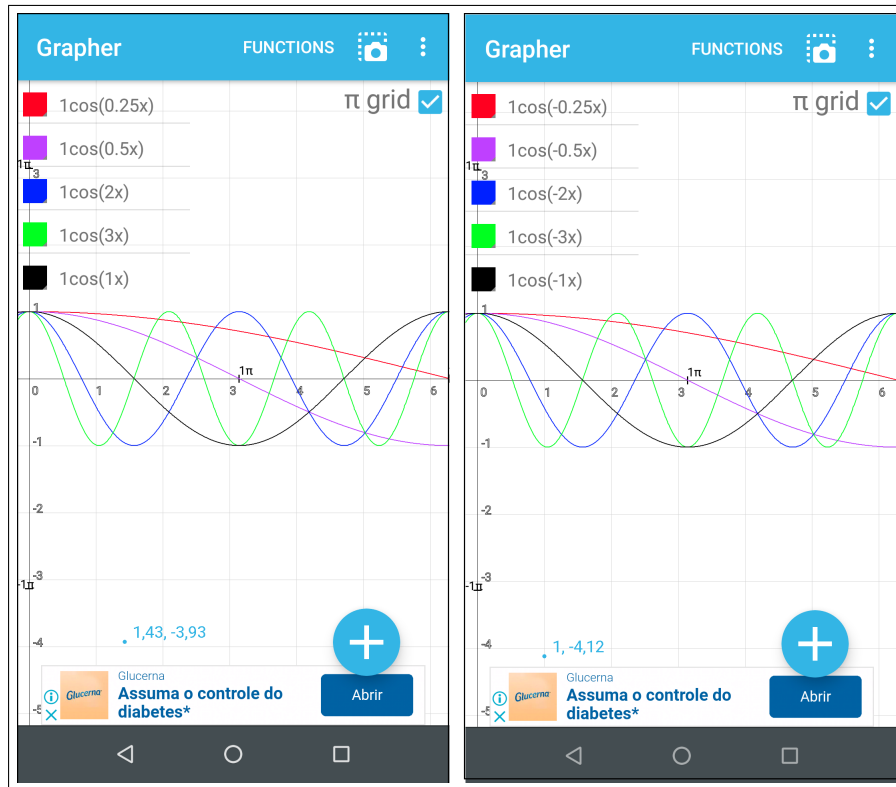 Grapher FUNCTIONS
π grid
1cos(0.25x)
1cos(0.5x)
1π
3
1cos(2x)
1cos(3x)
1cos(1x)
1
1π
0 1 2 3 4 5 6
-1
-2
-3
-1π
1,43, -3,93
-4
Glucerna
Glucerna
Assuma o controle do
diabetes*
Abrir
-5
Grapher FUNCTIONS
π grid
1cos(-0.25x)
1cos(-0.5x)
1π
3
1cos(-2x)
1cos(-3x)
1cos(-1x)
1
1π
0 1 2 3 4 5 6
-1
-2
-3
-1π
-4
1, -4,12
Glucerna
Glucerna
Assuma o controle do
diabetes*
Abrir